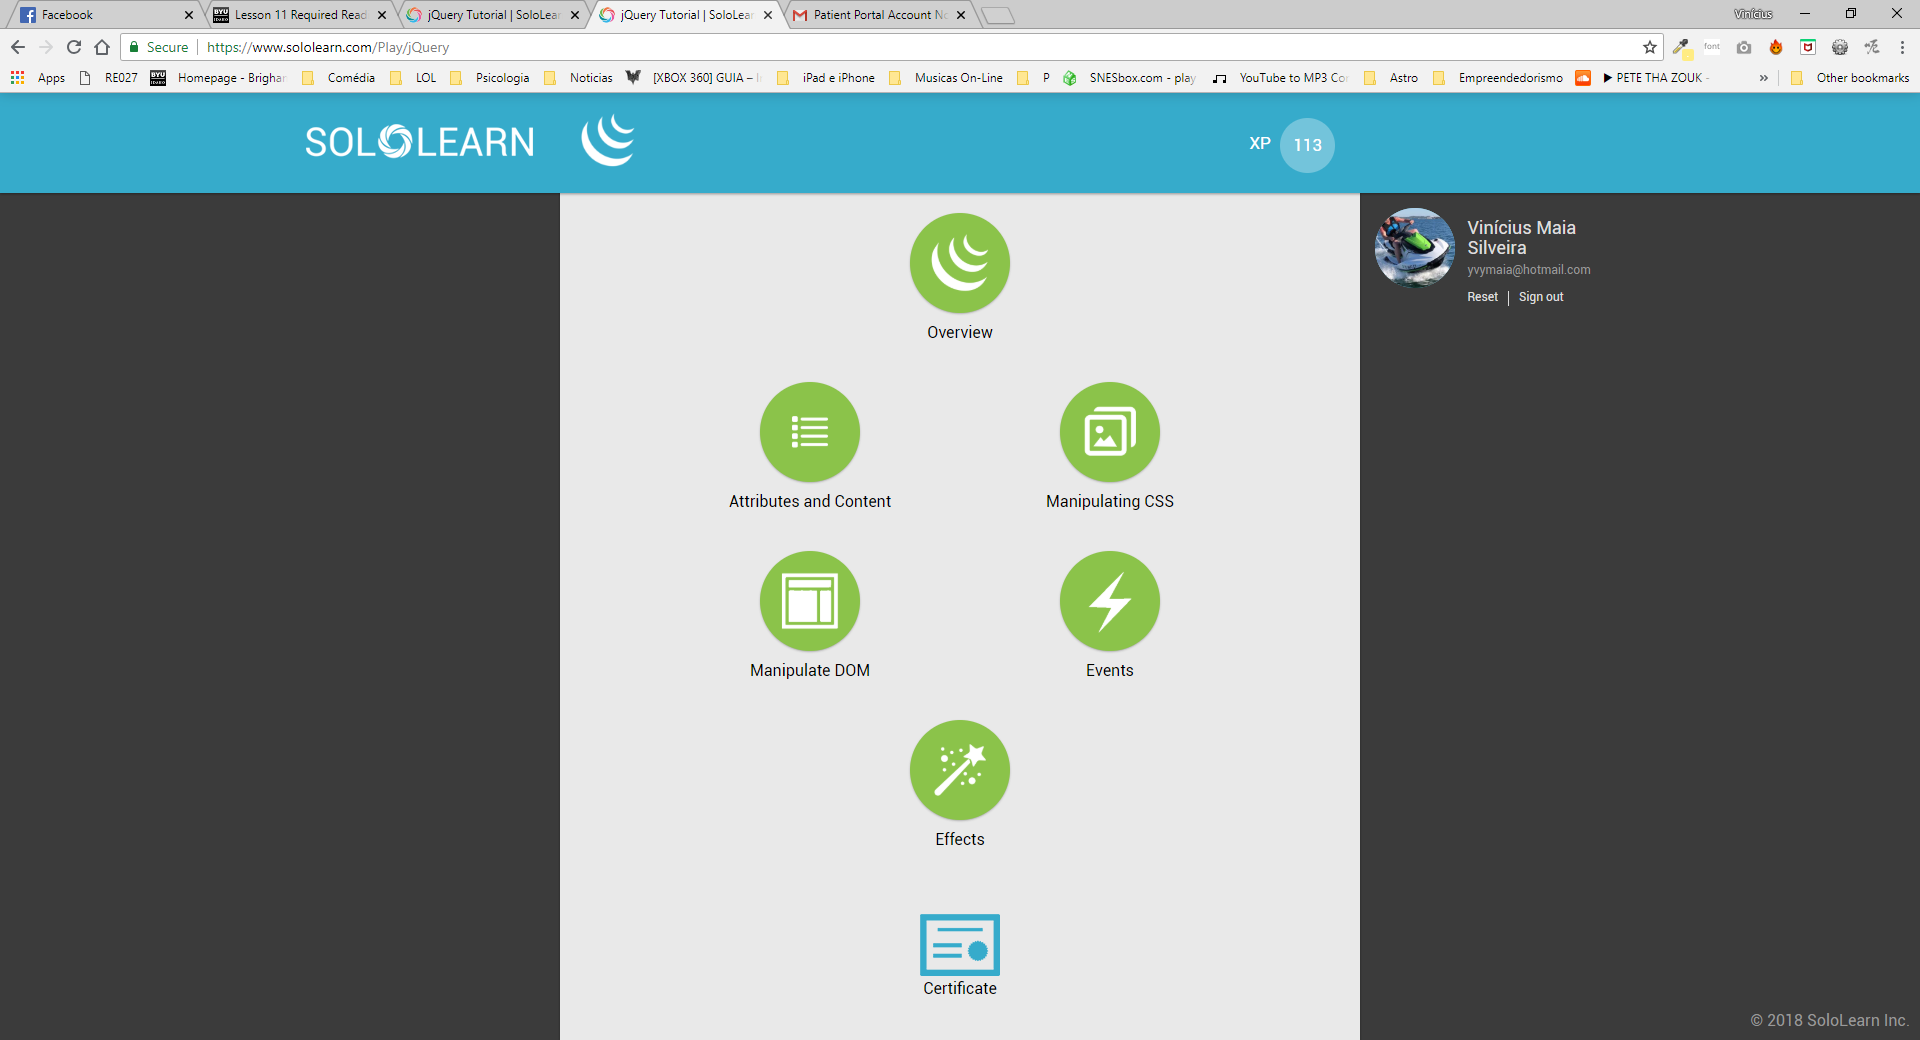 Facebook
Lesson 11 Required Read
jQuery Tutorial | SoloLear
jQuery Tutorial | SoloLear
Patient Portal Account No
Vinícius
Secure
https://www.sololearn.com/Play/jQuery
font
Apps
RE027
BYU IDAHO
Homepage - Brighar
Comédia
LOL
Psicologia
Noticias
[XBOX 360] GUIA –
iPad e iPhone
Musicas On-Line
P
SNESbox.com - play
YouTube to MP3 Co
Astro
Empreendedorismo
PETE THA ZOUK -
Other bookmarks
SOLOLEARN
XP
113
Vinícius Maia
Silveira
yvymaia@hotmail.com
Reset
Sign out
Overview
Attributes and Content
Manipulating CSS
Manipulate DOM
Events
Effects
Certificate
© 2018 SoloLearn Inc.